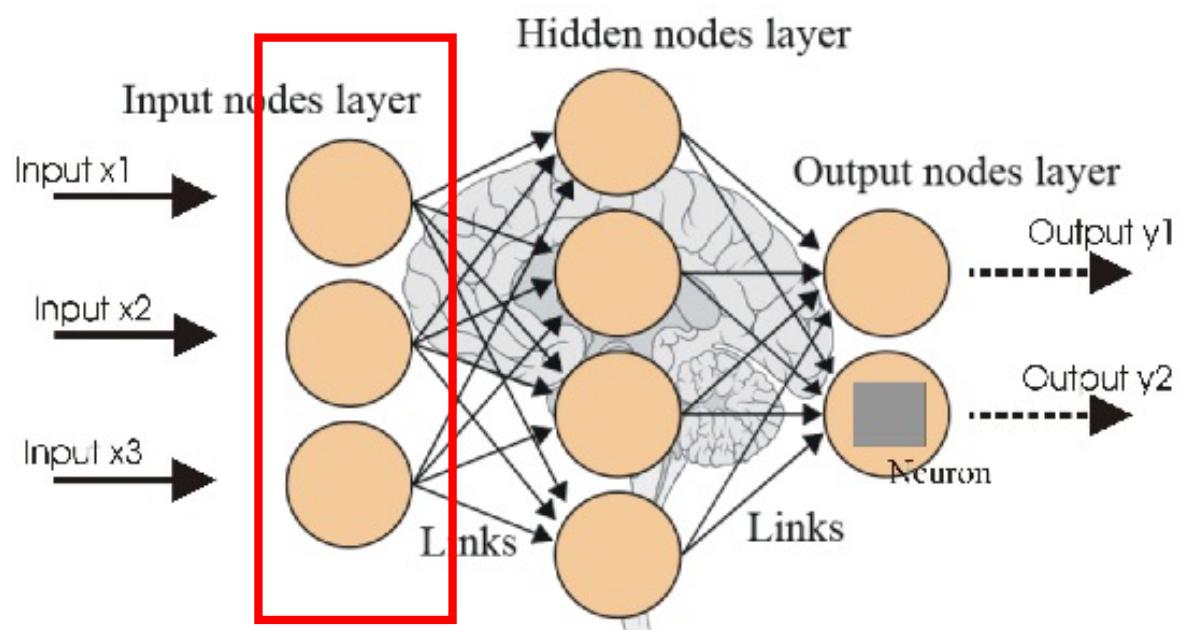 Hidden nodes layer
Input nodes layer
Input x1
Output nodes layer
Output y1
Input x2
Output y2
Input x3
Neuron
Links
Links